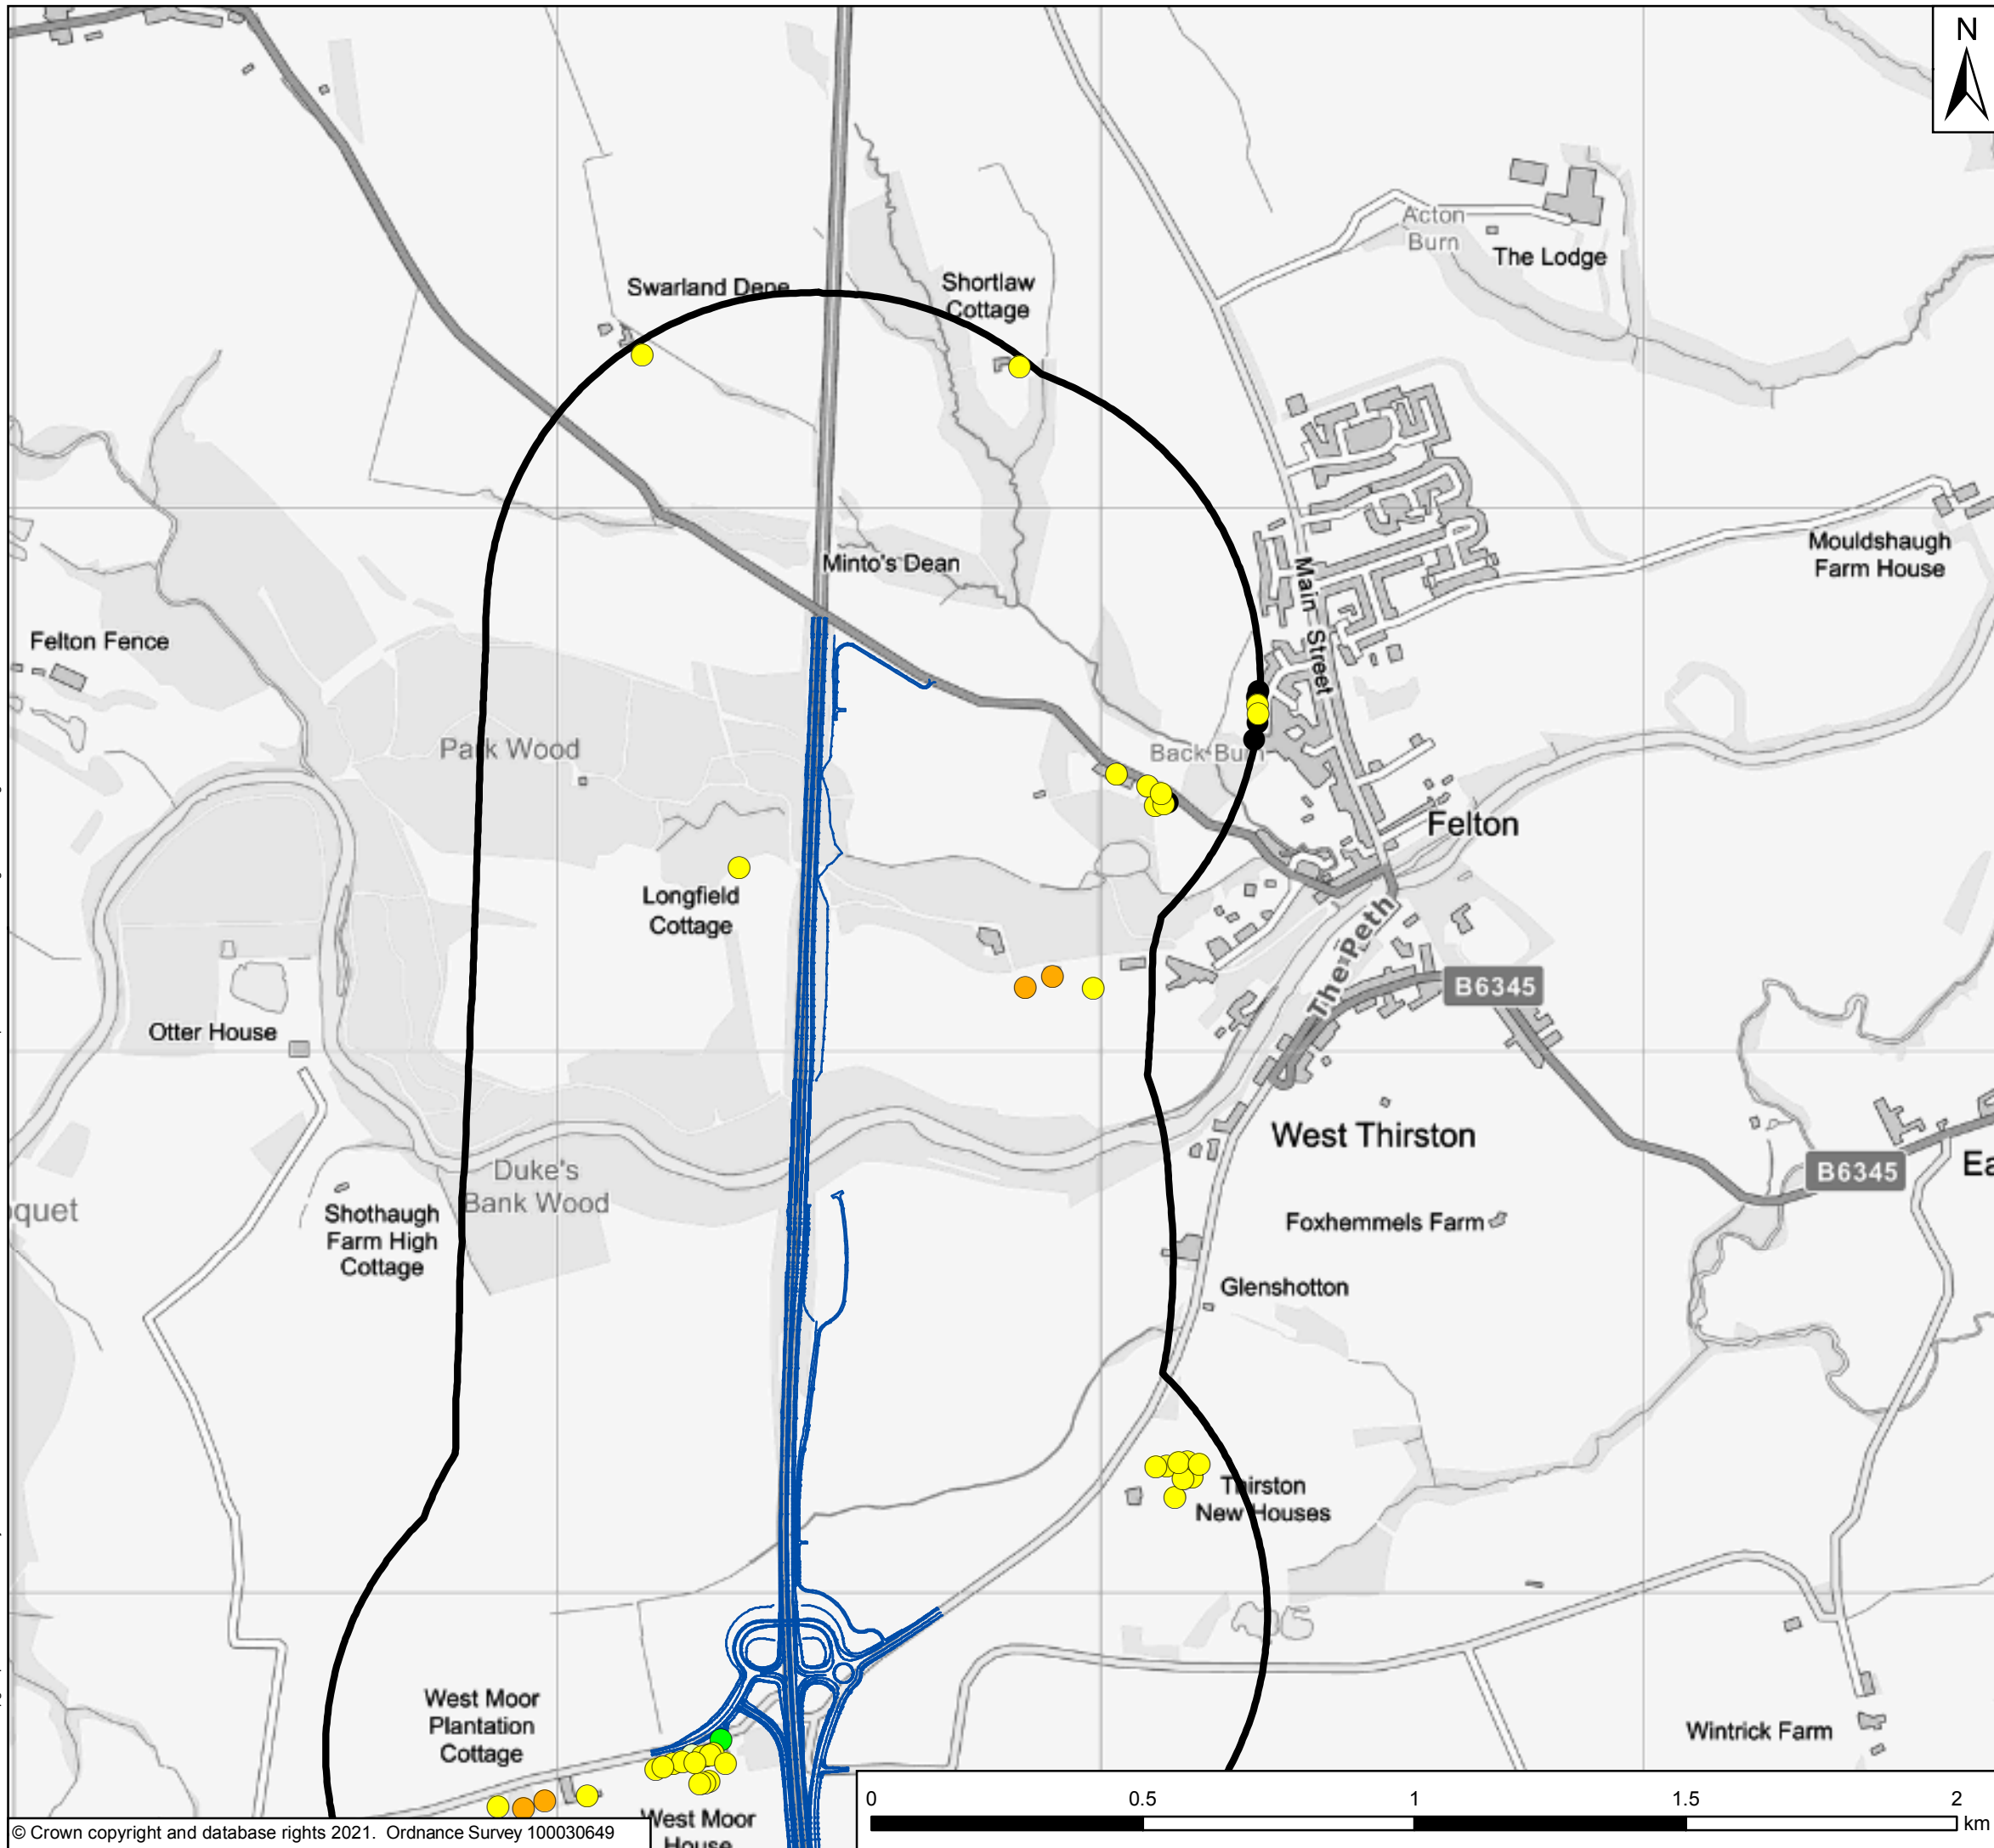 N
Acton
Burn
The Lodge
Swarland Dene
Shortlaw
Cottage
Minto's Dean
Main Street
Mouldshaugh
Farm House
Felton Fence
Park Wood
Back Burn
Felton
Longfield
Cottage
The Peth
B6345
Otter House
West Thirston
B6345
Duke's
Bank Wood
Shothaugh
Farm High
Cottage
Foxhemmels Farm
Glenshotton
Thirston
New Houses
West Moor
Plantation
Cottage
Wintrick Farm
West Moor
House
0 0.5 1 1.5 2
km
© Crown copyright and database rights 2021. Ordnance Survey 100030649